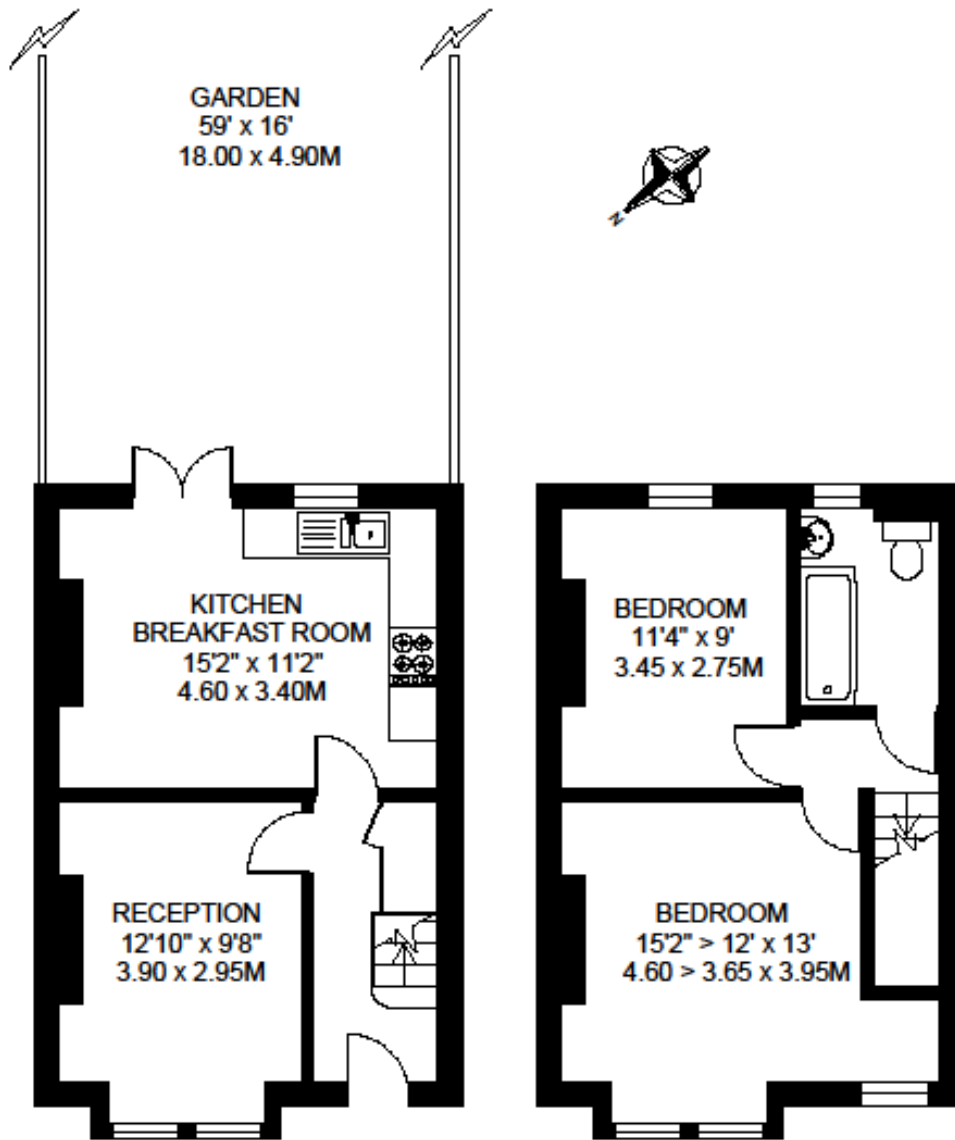 GARDEN
59' x 16'
18.00 x 4.90M
N
KITCHEN
BREAKFAST ROOM
15'2" x 11'2"
4.60 x 3.40M
BEDROOM
11'4" x 9'
3.45 x 2.75M
RECEPTION
12'10" x 9'8"
3.90 x 2.95M
BEDROOM
15'2" > 12' x 13'
4.60 > 3.65 x 3.95M